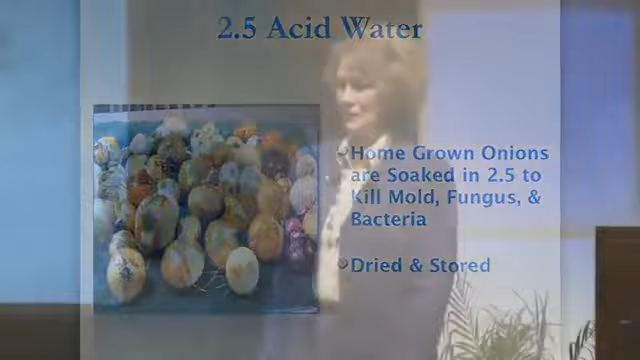 2.5 Acid Water
Home Grown Onions
are Soaked in 2.5 to
Kill Mold, Fungus, &
Bacteria
Dried & Stored